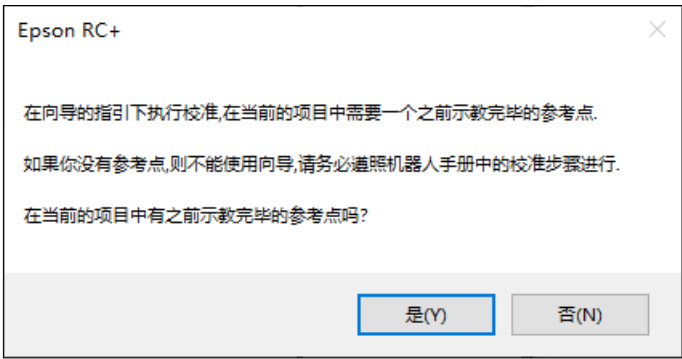 Epson RC+
在向导的指引下执行校准,在当前的项目中需要一个之前示教完毕的参考点.
如果你没有参考点,则不能使用向导,请务必遵照机器人手册中的校准步骤进行.
在当前的项目中有之前示教完毕的参考点吗?
是(Y)
否(N)